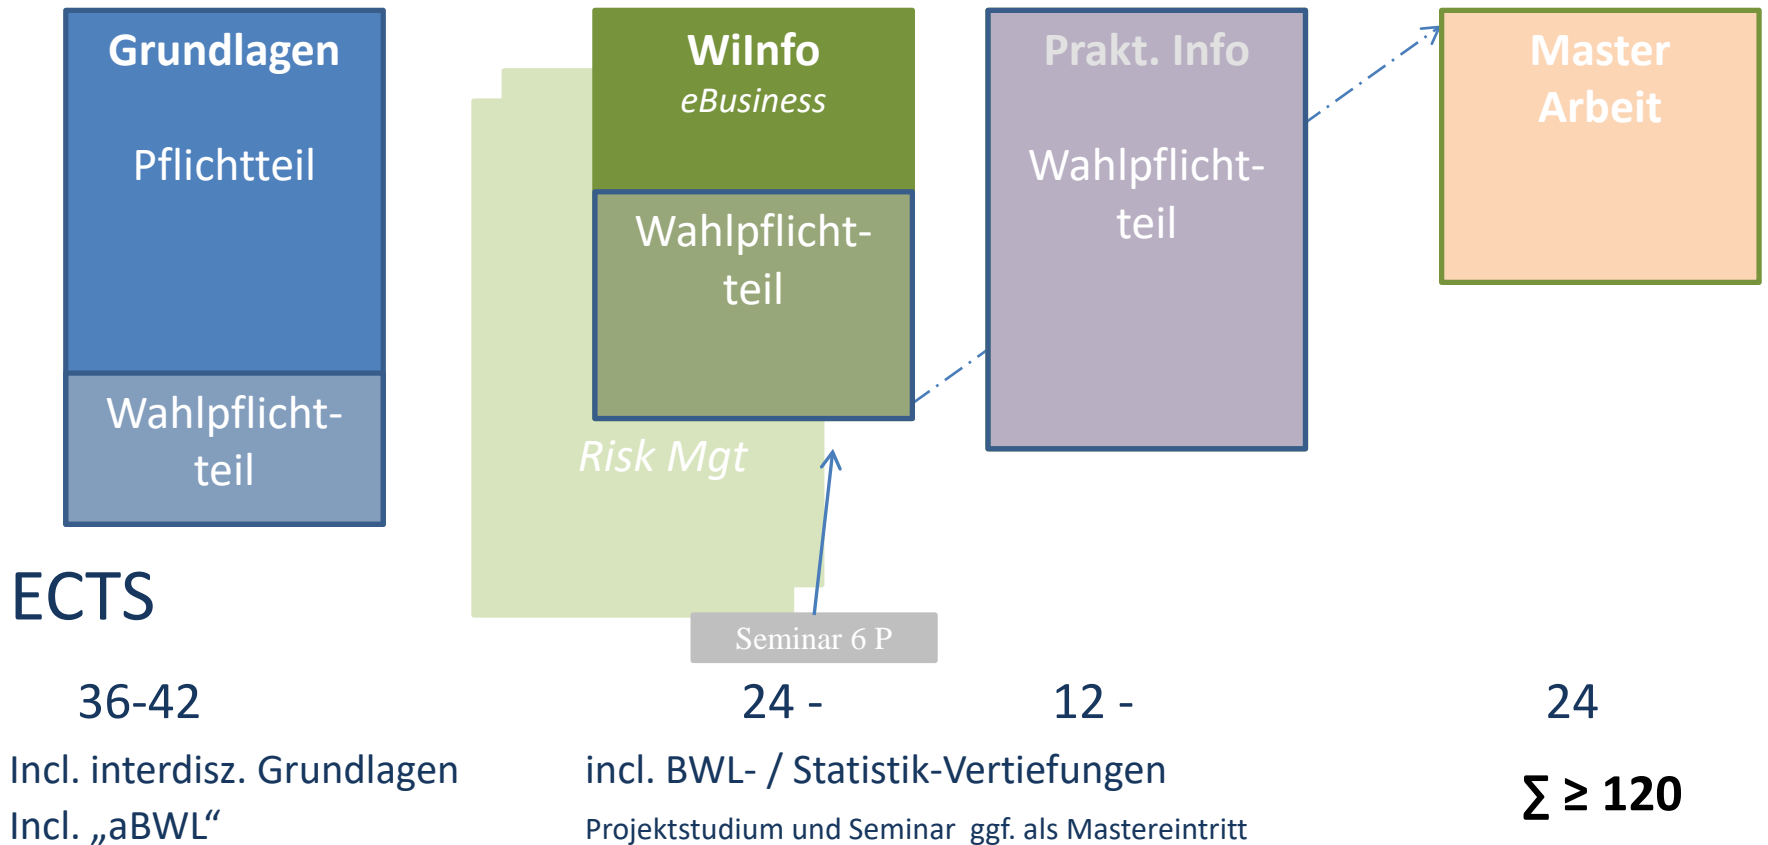 Grundlagen
Pflichtteil
Wahlpflicht-
teil
WiInfo
eBusiness
Wahlpflicht-
teil
Risk Mgt
Seminar 6 P
Prakt. Info
Wahlpflicht-
teil
Master
Arbeit
ECTS
36-42
24 -
12 -
24
Incl. interdisz. Grundlagen
Incl. „aBWL“
incl. BWL- / Statistik-Vertiefungen
Projektstudium und Seminar ggf. als Mastereintritt
∑ ≥ 120